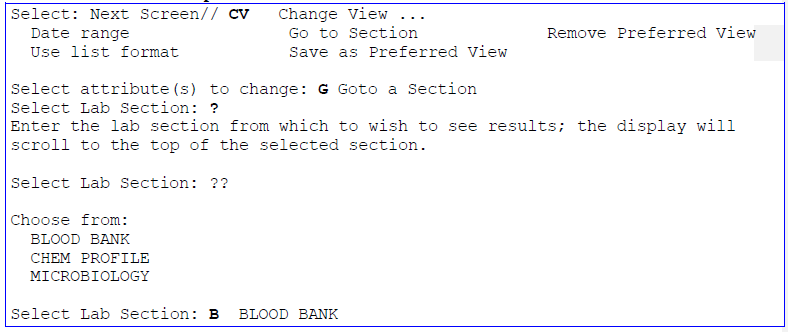 Select: Next Screen// CV   Change View ...
  Date range                Go to Section             Remove Preferred View
  Use list format           Save as Preferred View
Select attribute(s) to change: G Goto a Section
Select Lab Section: ?
Enter the lab section from which to wish to see results; the display will
scroll to the top of the selected section.
Select Lab Section: ??
Choose from:
  BLOOD BANK
  CHEM PROFILE
  MICROBIOLOGY
Select Lab Section: B  BLOOD BANK